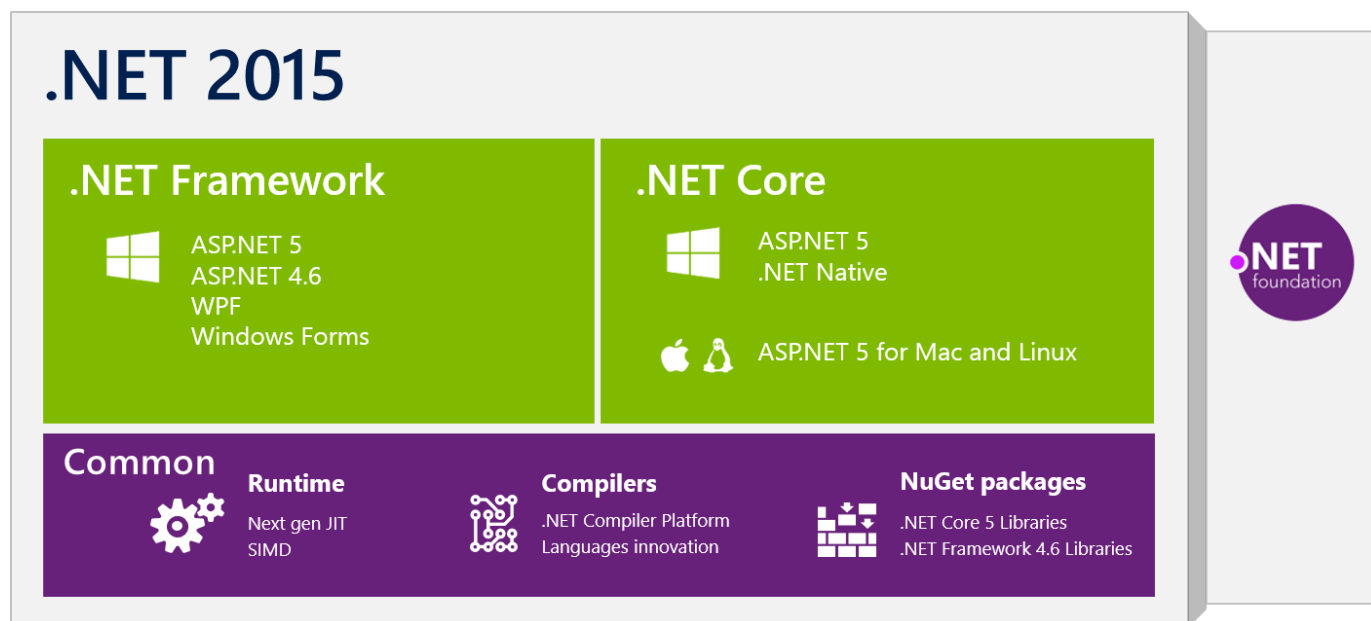 .NET 2015
.NET Framework
ASP.NET 5
ASP.NET 4.6
WPF
Windows Forms
.NET Core
ASP.NET 5
.NET Native
ASP.NET 5 for Mac and Linux
Common
Runtime
Next gen JIT
SIMD
Compilers
.NET Compiler Platform
Languages innovation
NuGet packages
.NET Core 5 Libraries
.NET Framework 4.6 Libraries
.NET
foundation